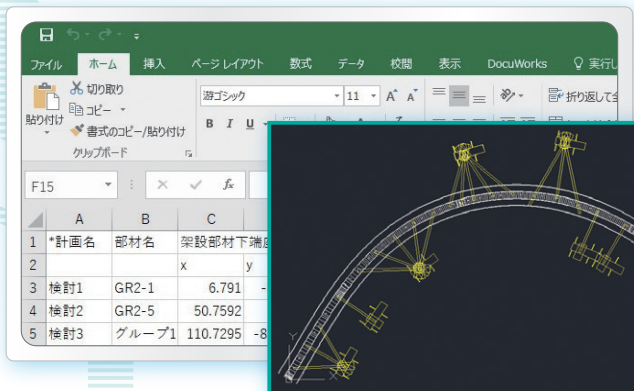 ファイル ホーム 挿入 ページ レイアウト 数式 データ 校閲 表示 DocuWorks 実行し
貼り付け
切り取り
コピー
書式のコピー/貼り付け
クリップボード
游ゴシック 11 A A
B I U
折り返して全
F15 fx
A B C
1 *計画名 部材名 架設部材下端座
2 x y
3 検討1 GR2-1 6.791 -
4 検討2 GR2-5 50.7592
5 検討3 グループ1 110.7295 -8
Y
X